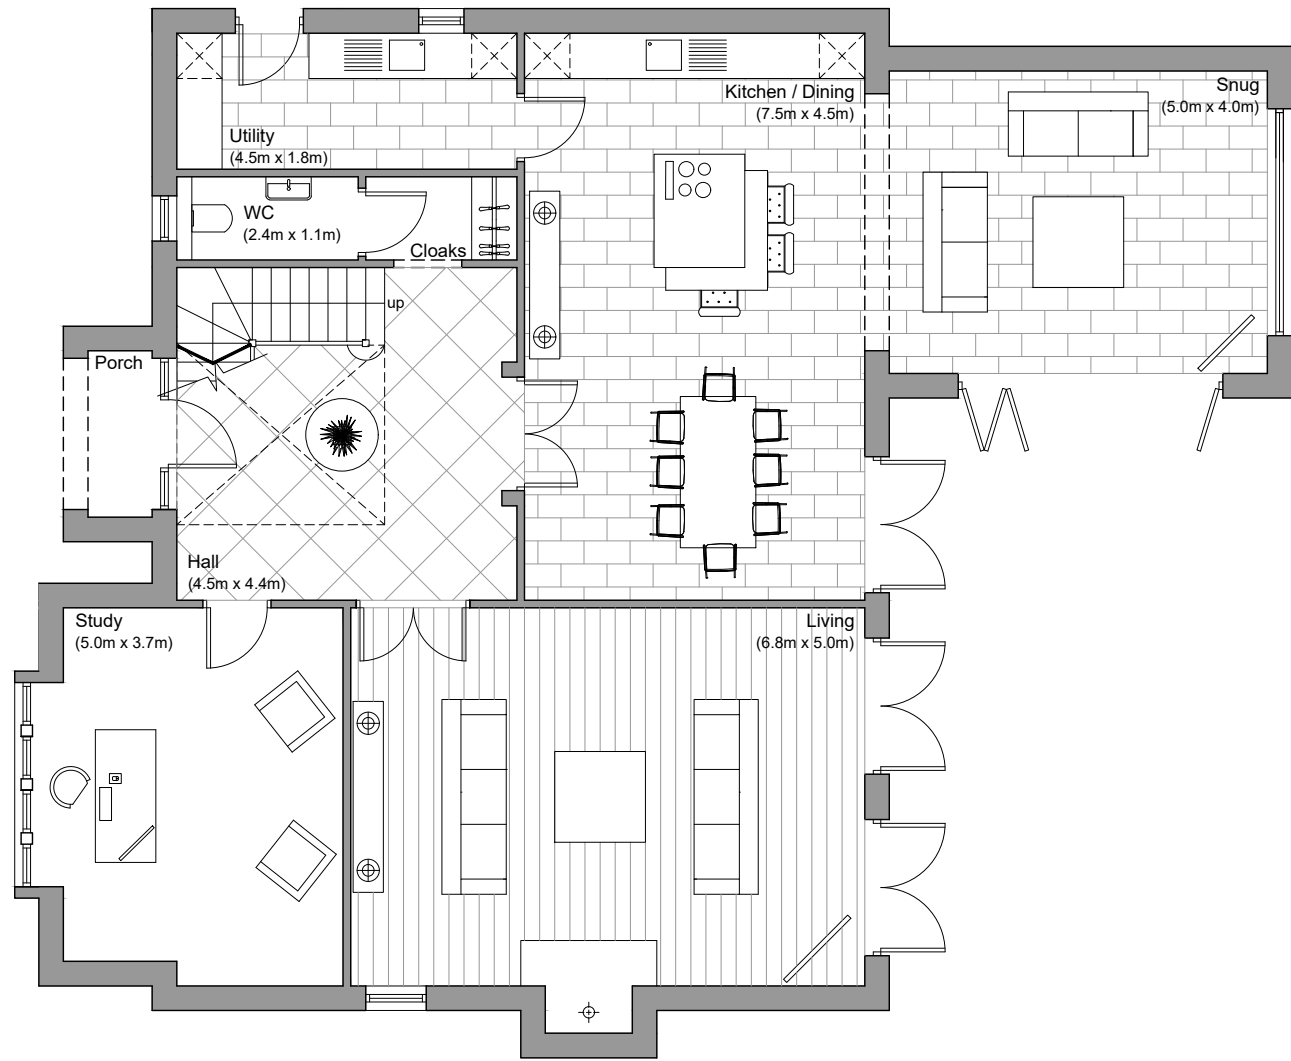 Kitchen / Dining
(7.5m x 4.5m)
Snug
(5.0m x 4.0m)
Utility
(4.5m x 1.8m)
WC
(2.4m x 1.1m)
Cloaks
up
Porch
Hall
(4.5m x 4.4m)
Study
(5.0m x 3.7m)
Living
(6.8m x 5.0m)